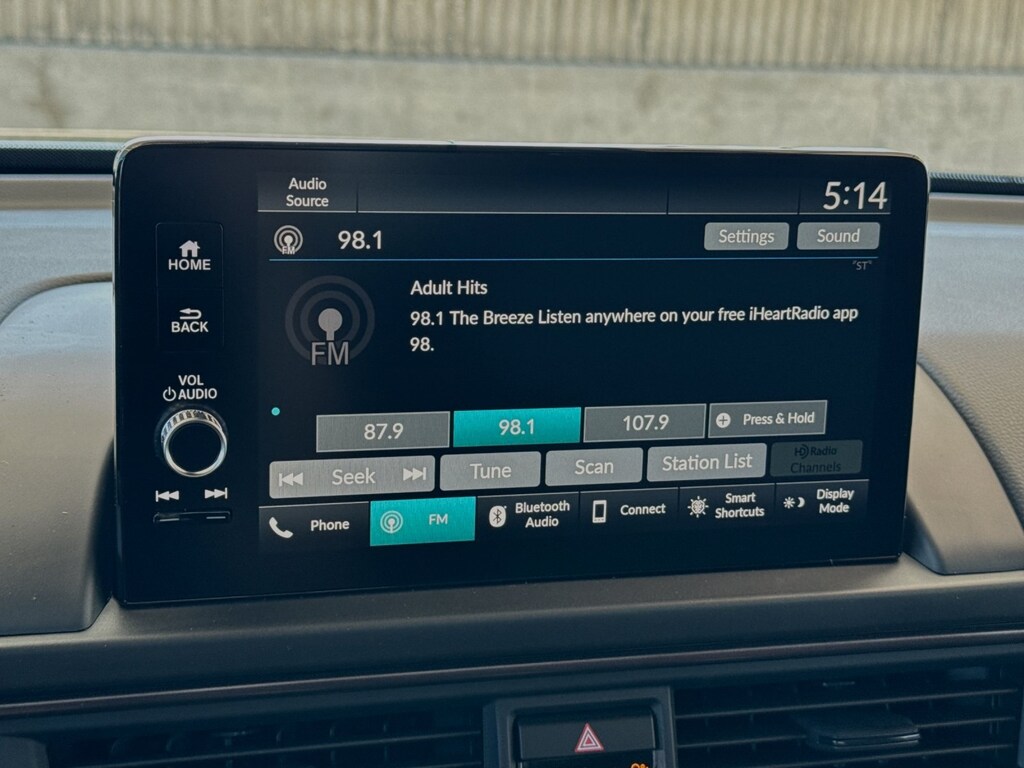 Audio
Source
5:14
FM
98.1
Settings
Sound
"ST"
HOME
BACK
VOL
AUDIO
Adult Hits
98.1 The Breeze Listen anywhere on your free iHeartRadio app
98.
FM
87.9
98.1
107.9
Press & Hold
Seek
Tune
Scan
Station List
HD Radio
Channels
Phone
FM
Bluetooth
Audio
Connect
Smart
Shortcuts
Display
Mode